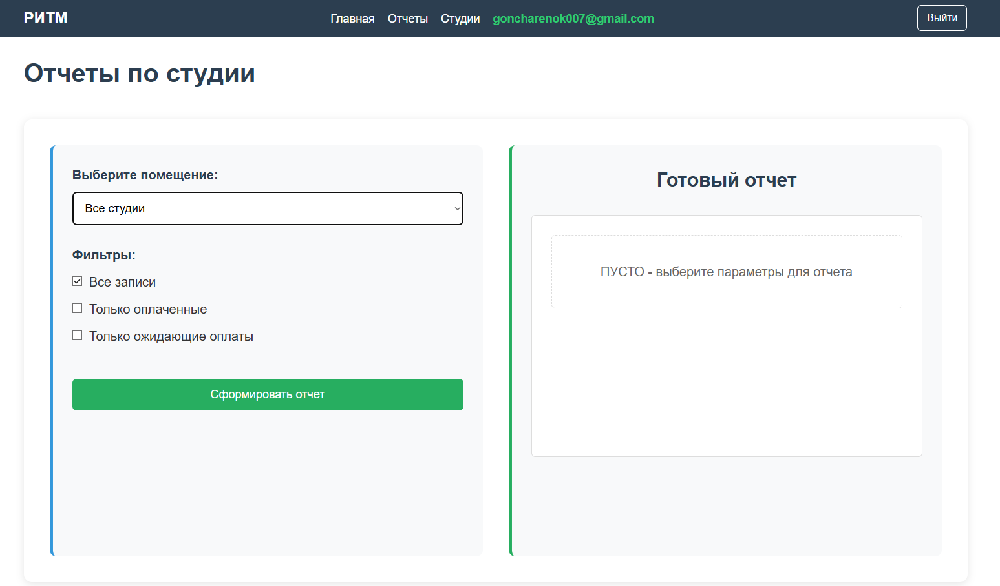 РИТМ
Главная Отчеты Студии goncharenok007@gmail.com
Выйти
Отчеты по студии
Выберите помещение:
Все студии
Фильтры:
Все записи
Только оплаченные
Только ожидающие оплаты
Сформировать отчет
Готовый отчет
ПУСТО - выберите параметры для отчета